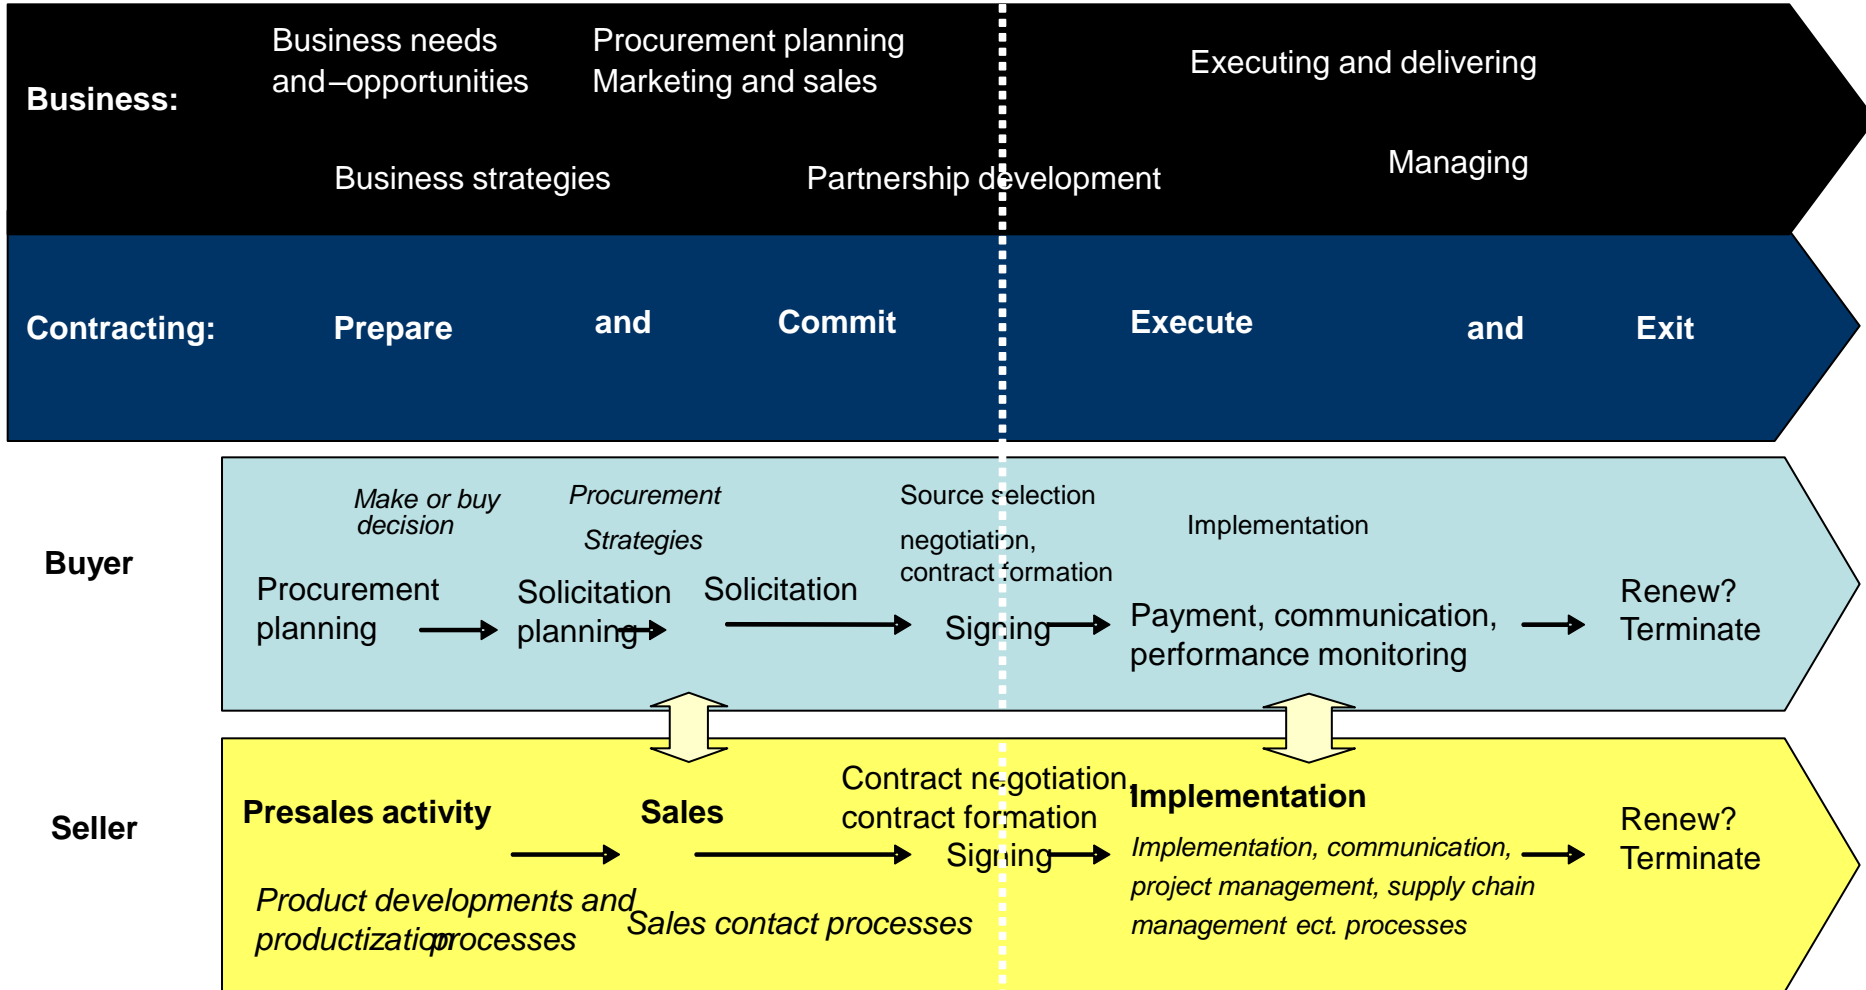 Business:
Business needs
and–opportunities
Procurement planning
Marketing and sales
Executing and delivering
Business strategies
Partnership development
Managing
Contracting:
Prepare
and
Commit
Execute
and
Exit
Buyer
Make or buy
decision
Procurement
Strategies
Source selection
negotiation,
contract formation
Implementation
Procurement
planning
Solicitation
planning
Solicitation
Signing
Payment, communication,
performance monitoring
Renew?
Terminate
Seller
Presales activity
Sales
Contract negotiation,
contract formation
Signing
Implementation
Implementation, communication,
project management, supply chain
management ect. processes
Renew?
Terminate
Product developments and
productization processes
Sales contact processes